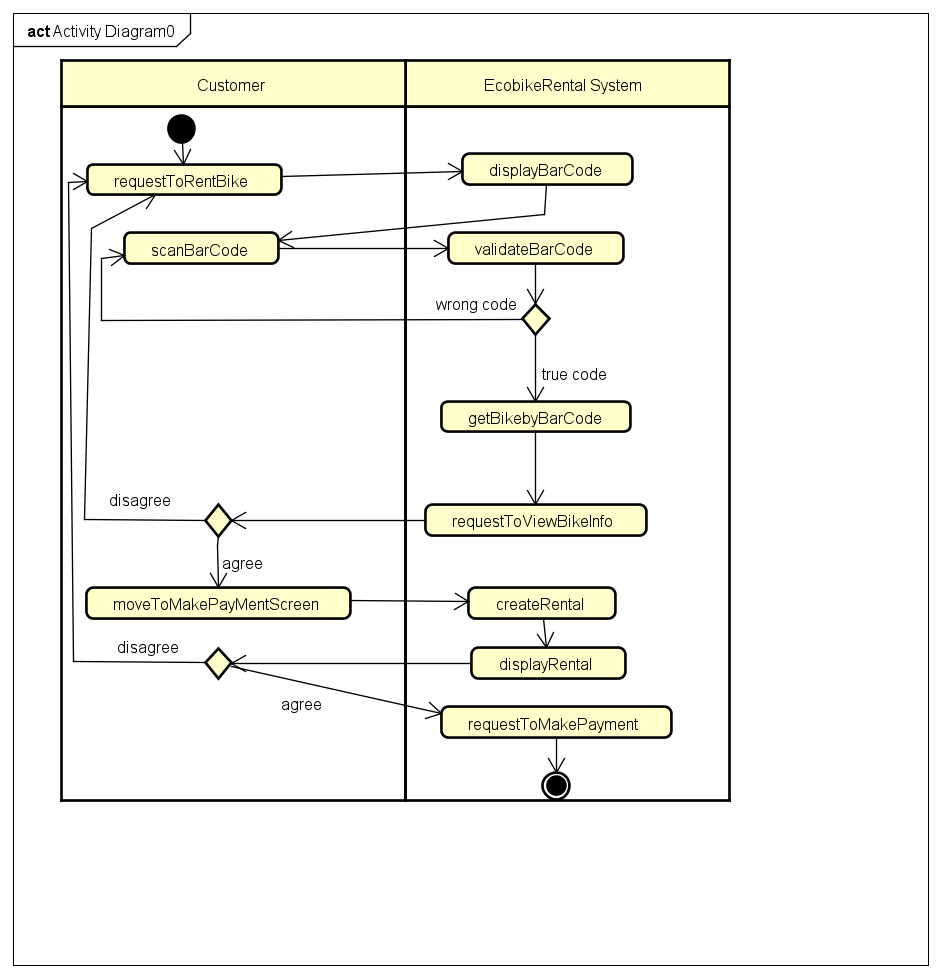 act Activity Diagram0
Customer
EcobikeRental System
requestToRentBike
displayBarCode
scanBarCode
validateBarCode
wrong code
true code
getBikebyBarCode
disagree
requestToViewBikeInfo
agree
moveToMakePayMentScreen
createRental
disagree
displayRental
agree
requestToMakePayment